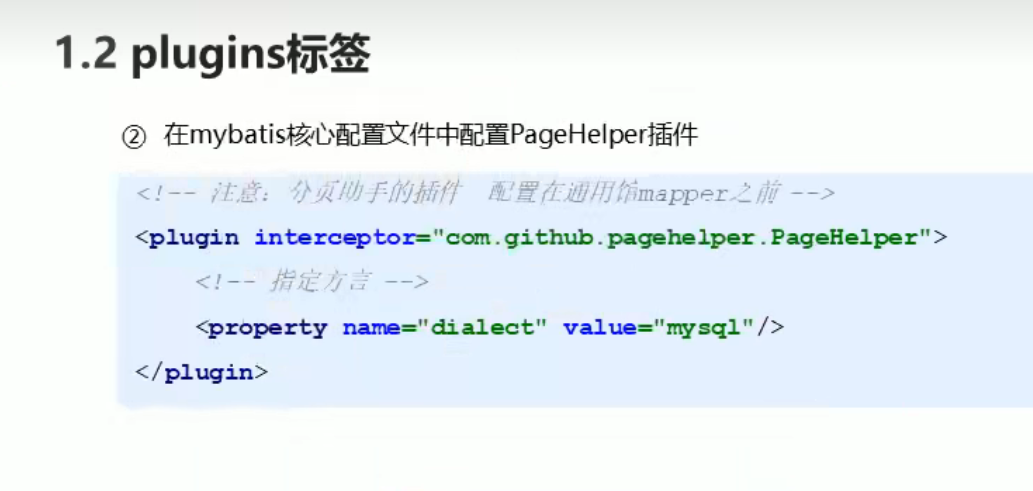 1.2 plugins标签
② 在mybatis核心配置文件中配置PageHelper插件
<!-- 注意：分页助手的插件  配置在通用馆mapper之前 -->
<plugin interceptor="com.github.pagehelper.PageHelper">
<!-- 指定方言 -->
<property name="dialect" value="mysql"/>
</plugin>